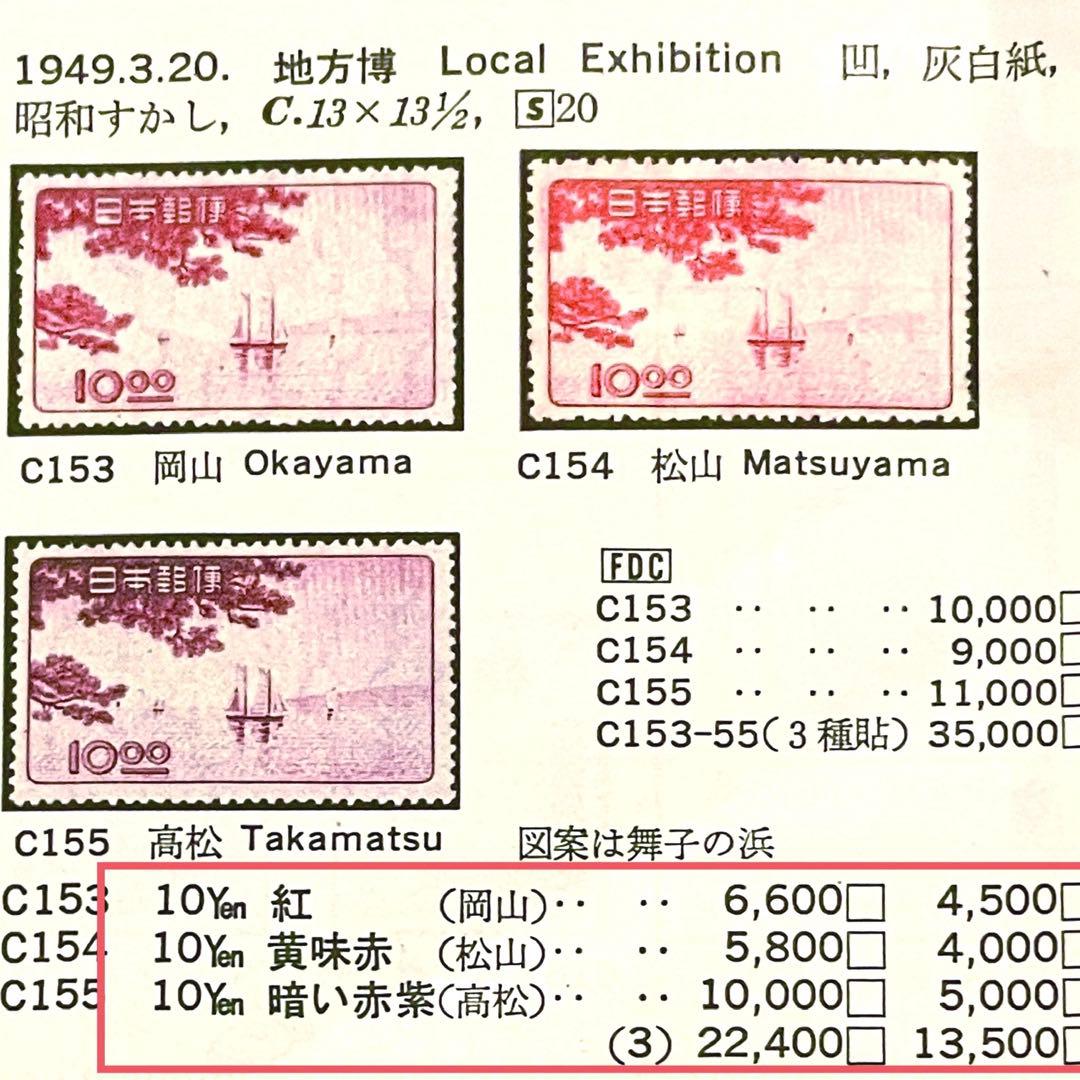 1949.3.20. 地方博 Local Exhibition 凹, 灰白紙,
昭和すかし, C.13×13½, S20
日本郵便
10.00
日本郵便
10.00
C153 岡山 Okayama
C154 松山 Matsuyama
日本郵便
10.00
FDC
C153 ‥ ‥ ‥ 10,000□
C154 ‥ ‥ ‥ 9,000□
C155 ‥ ‥ ‥ 11,000□
C153-55(3種貼) 35,000□
C155 高松 Takamatsu
図案は舞子の浜
C153 10Yen 紅 (岡山)‥ ‥ 6,600□ 4,500□
C154 10Yen 黄味赤 (松山)‥ ‥ 5,800□ 4,000□
C155 10Yen 暗い赤紫(高松)‥ ‥ 10,000□ 5,000□
(3) 22,400□ 13,500□